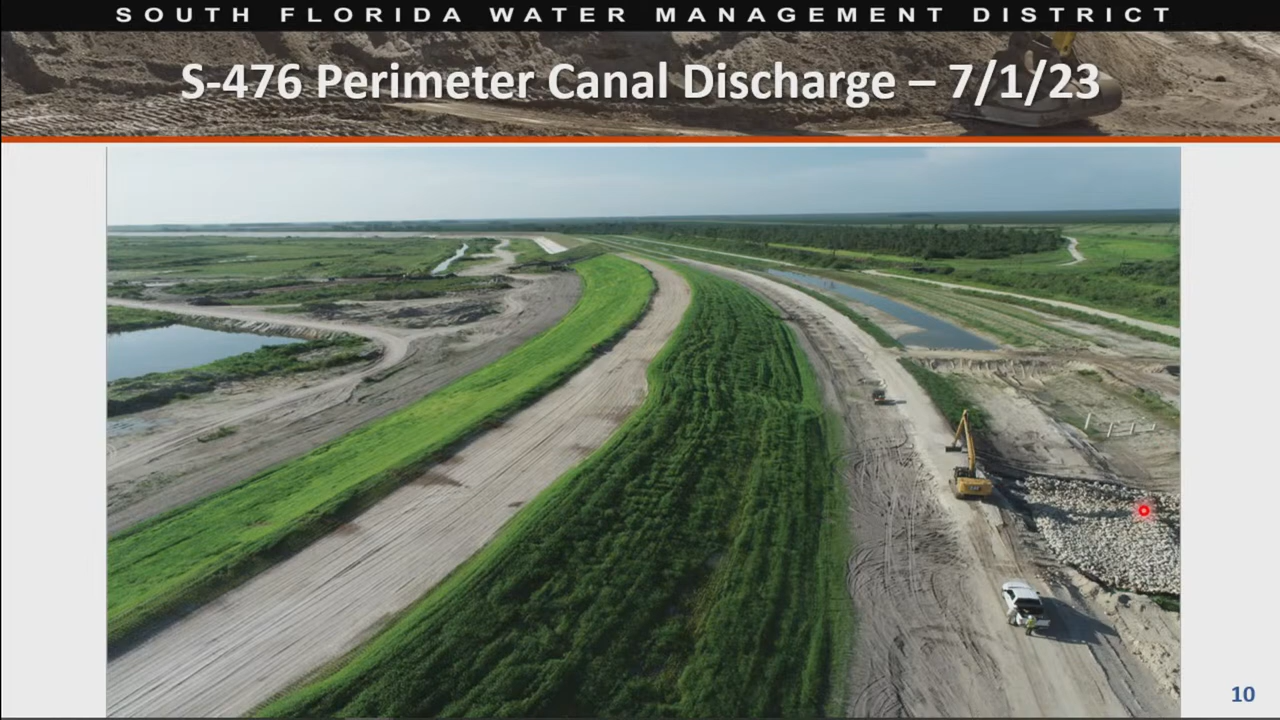 SOUTH FLORIDA WATER MANAGEMENT DISTRICT
S-476 Perimeter Canal Discharge – 7/1/23
10